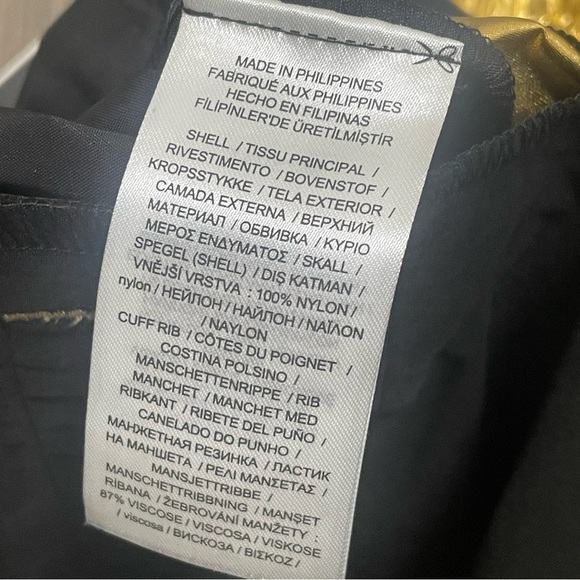 MADE IN PHILIPPINES
FABRIQUÉ AUX PHILIPPINES
HECHO EN FILIPINAS
FİLİPİNLER'DE ÜRETİLMİŞTİR
SHELL / TISSU PRINCIPAL /
RIVESTIMENTO / BOVENSTOF /
KROPSSTYKKE / TELA EXTERIOR /
CAMADA EXTERNA / ВЕРХНИЙ
МАТЕРИАЛ / ОБВИВКА / ΚΥΡΙΟ
ΜΕΡΟΣ ΕΝΔΥΜΑΤΟΣ / SKALL /
SPEGEL (SHELL) / DIŞ KATMAN /
VNĚJŠÍ VRSTVA : 100% NYLON /
nylon / НЕЙЛОН / НАЙЛОН / ΝΑΪΛΟΝ
/ NAYLON
CUFF RIB / CÔTES DU POIGNET /
COSTINA POLSINO /
MANSCHETTENRIPPE / RIB
MANCHET / MANCHET MED
RIBKANT / RIBETE DEL PUÑO /
CANELADO DO PUNHO /
МАНЖЕТНАЯ РЕЗИНКА / ЛАСТИК
НА МАНШЕТА / ΡΕΛΙ ΜΑΝΣΕΤΑΣ /
MANSJETTRIBBE /
MANSCHETTRIBBNING / MANŞET
RİBANA / ŽEBROVÁNÍ MANŽETY :
87% VISCOSE / VISCOSA / VISKOSE
/ viscosa / ВИСКОЗА / ΒΙΣΚΟΖ /